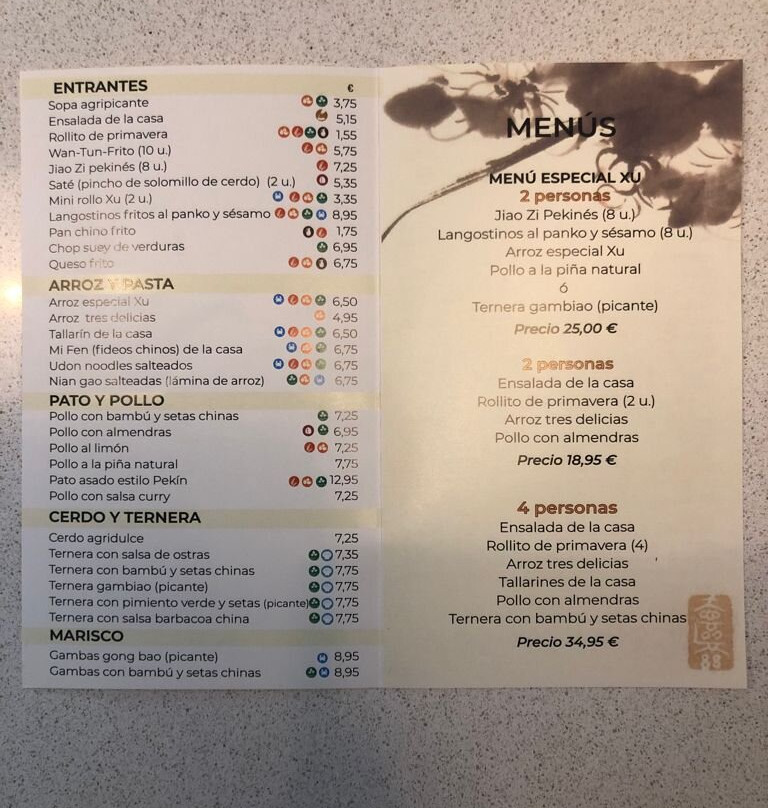 ENTRANTES €
Sopa agripicante 3,75
Ensalada de la casa 5,15
Rollito de primavera 1,55
Wan-Tun-Frito (10 u.) 5,75
Jiao Zi pekinés (8 u.) 7,25
Saté (pincho de solomillo de cerdo) (2 u.) 5,35
Mini rollo Xu (2 u.) 3,35
Langostinos fritos al panko y sésamo 8,95
Pan chino frito 1,75
Chop suey de verduras 6,95
Queso frito 6,75
ARROZ Y PASTA
Arroz especial Xu 6,50
Arroz tres delicias 4,95
Tallarín de la casa 6,50
Mi Fen (fideos chinos) de la casa 6,75
Udon noodles salteados 6,75
Nian gao salteadas (lámina de arroz) 6,75
PATO Y POLLO
Pollo con bambú y setas chinas 7,25
Pollo con almendras 6,95
Pollo al limón 7,25
Pollo a la piña natural 7,75
Pato asado estilo Pekín 12,95
Pollo con salsa curry 7,25
CERDO Y TERNERA
Cerdo agridulce 7,25
Ternera con salsa de ostras 7,35
Ternera con bambú y setas chinas 7,75
Ternera gambiao (picante) 7,75
Ternera con pimiento verde y setas (picante) 7,75
Ternera con salsa barbacoa china 7,75
MARISCO
Gambas gong bao (picante) 8,95
Gambas con bambú y setas chinas 8,95
MENÚS
MENÚ ESPECIAL XU
2 personas
Jiao Zi Pekinés (8 u.)
Langostinos al panko y sésamo (8 u.)
Arroz especial Xu
Pollo a la piña natural
ó
Ternera gambiao (picante)
Precio 25,00 €
2 personas
Ensalada de la casa
Rollito de primavera (2 u.)
Arroz tres delicias
Pollo con almendras
Precio 18,95 €
4 personas
Ensalada de la casa
Rollito de primavera (4)
Arroz tres delicias
Tallarines de la casa
Pollo con almendras
Ternera con bambú y setas chinas
Precio 34,95 €